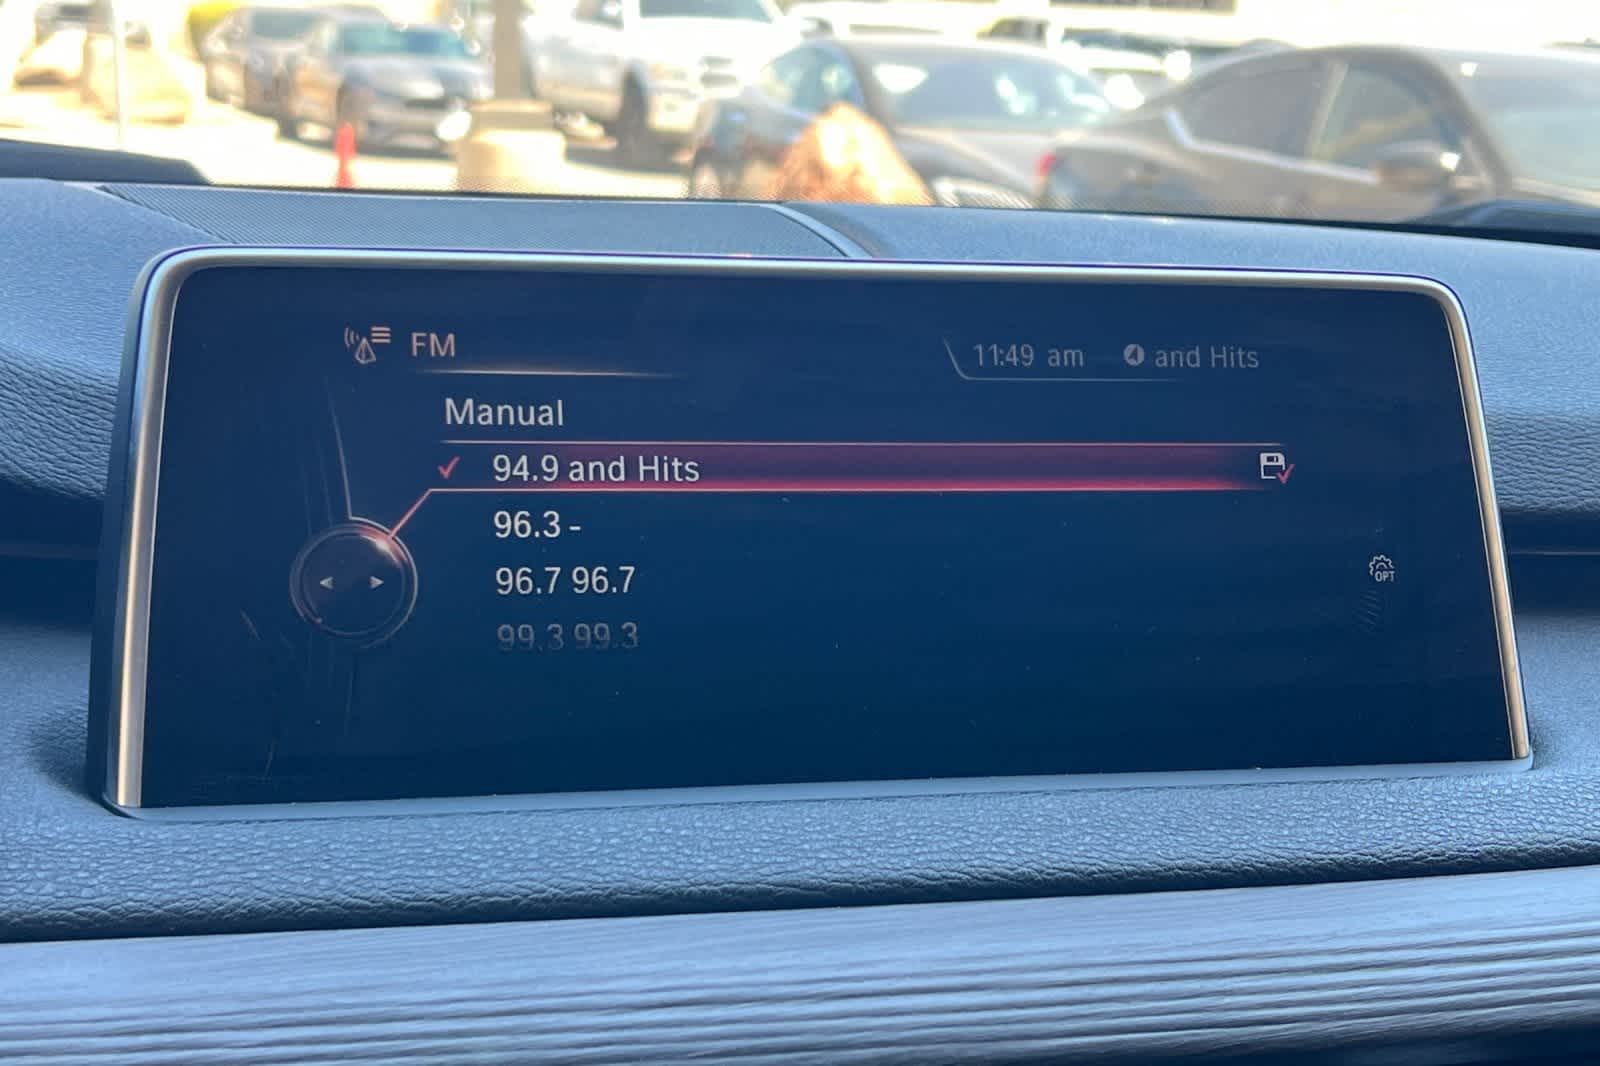 FM
11:49 am and Hits
Manual
94.9 and Hits
96.3 -
96.7 96.7
99.3 99.3
OPT